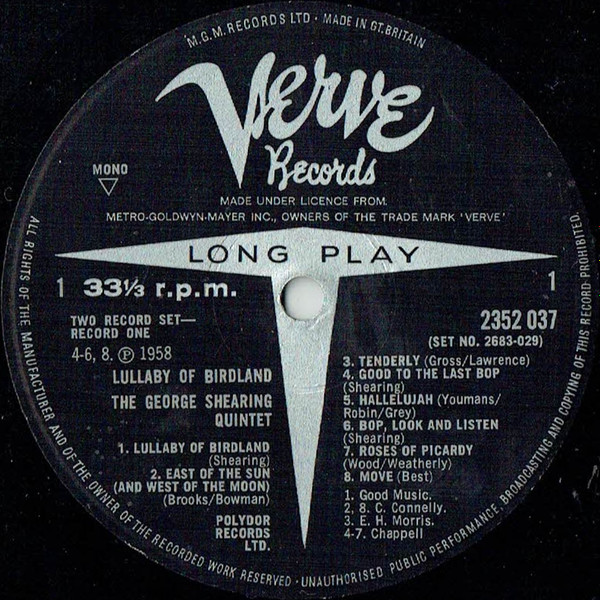 M.G.M. RECORDS LTD · MADE IN GT. BRITAIN
Verve
Records
MONO
MADE UNDER LICENCE FROM
METRO-GOLDWYN-MAYER INC., OWNERS OF THE TRADE MARK 'VERVE'
LONG PLAY
1 33⅓ r.p.m.
1
TWO RECORD SET—
RECORD ONE
4-6, 8. Ⓟ 1958
LULLABY OF BIRDLAND
THE GEORGE SHEARING
QUINTET
1. LULLABY OF BIRDLAND
(Shearing)
2. EAST OF THE SUN
(AND WEST OF THE MOON)
(Brooks/Bowman)
POLYDOR
RECORDS
LTD.
2352 037
(SET NO. 2683-029)
3. TENDERLY (Gross/Lawrence)
4. GOOD TO THE LAST BOP
(Shearing)
5. HALLELUJAH (Youmans/
Robin/Grey)
6. BOP, LOOK AND LISTEN
(Shearing)
7. ROSES OF PICARDY
(Wood/Weatherly)
8. MOVE (Best)
1. Good Music.
2, 8. C. Connelly.
3. E. H. Morris.
4-7. Chappell
ALL RIGHTS OF THE MANUFACTURER AND OF THE OWNER OF THE RECORDED WORK RESERVED · UNAUTHORISED PUBLIC PERFORMANCE, BROADCASTING AND COPYING OF THIS RECORD PROHIBITED.